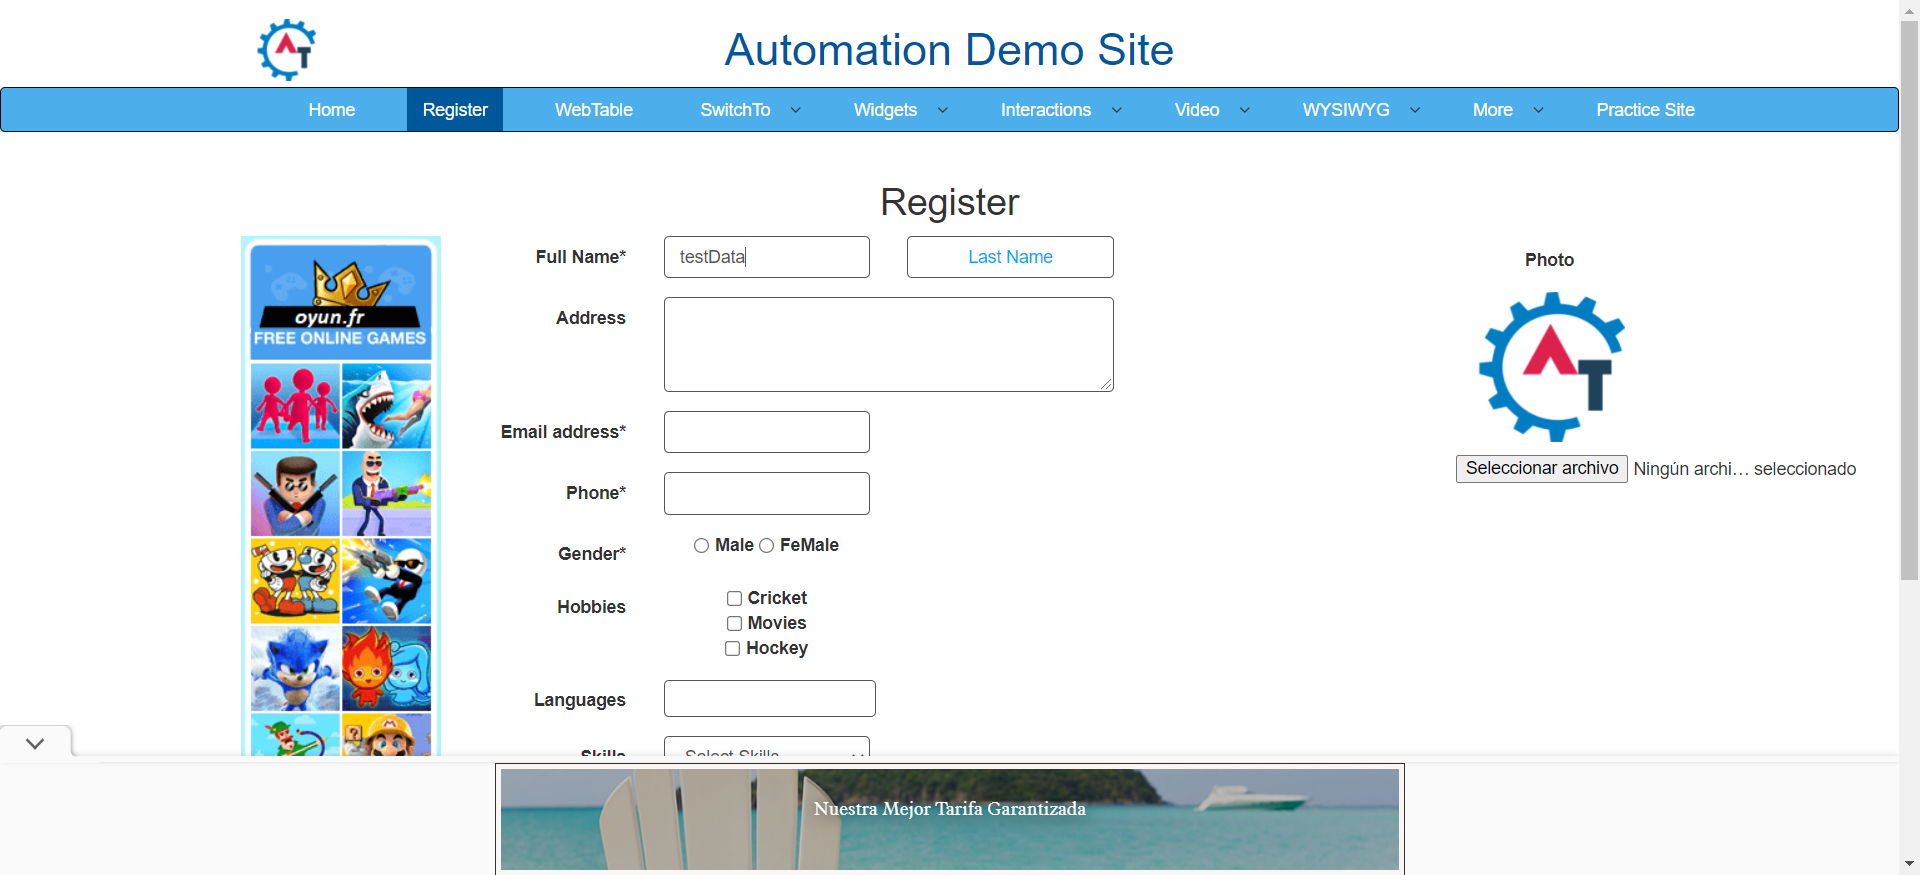 AT
Automation Demo Site
Home Register WebTable SwitchTo Widgets Interactions Video WYSIWYG More Practice Site
Register
Full Name* testData Last Name
Photo
oyun.fr
FREE ONLINE GAMES
Address
AT
Email address*
Seleccionar archivo Ningún archi... seleccionado
Phone*
Gender* Male FeMale
Hobbies Cricket
Movies
Hockey
Languages
Skills Select Skills
Nuestra Mejor Tarifa Garantizada